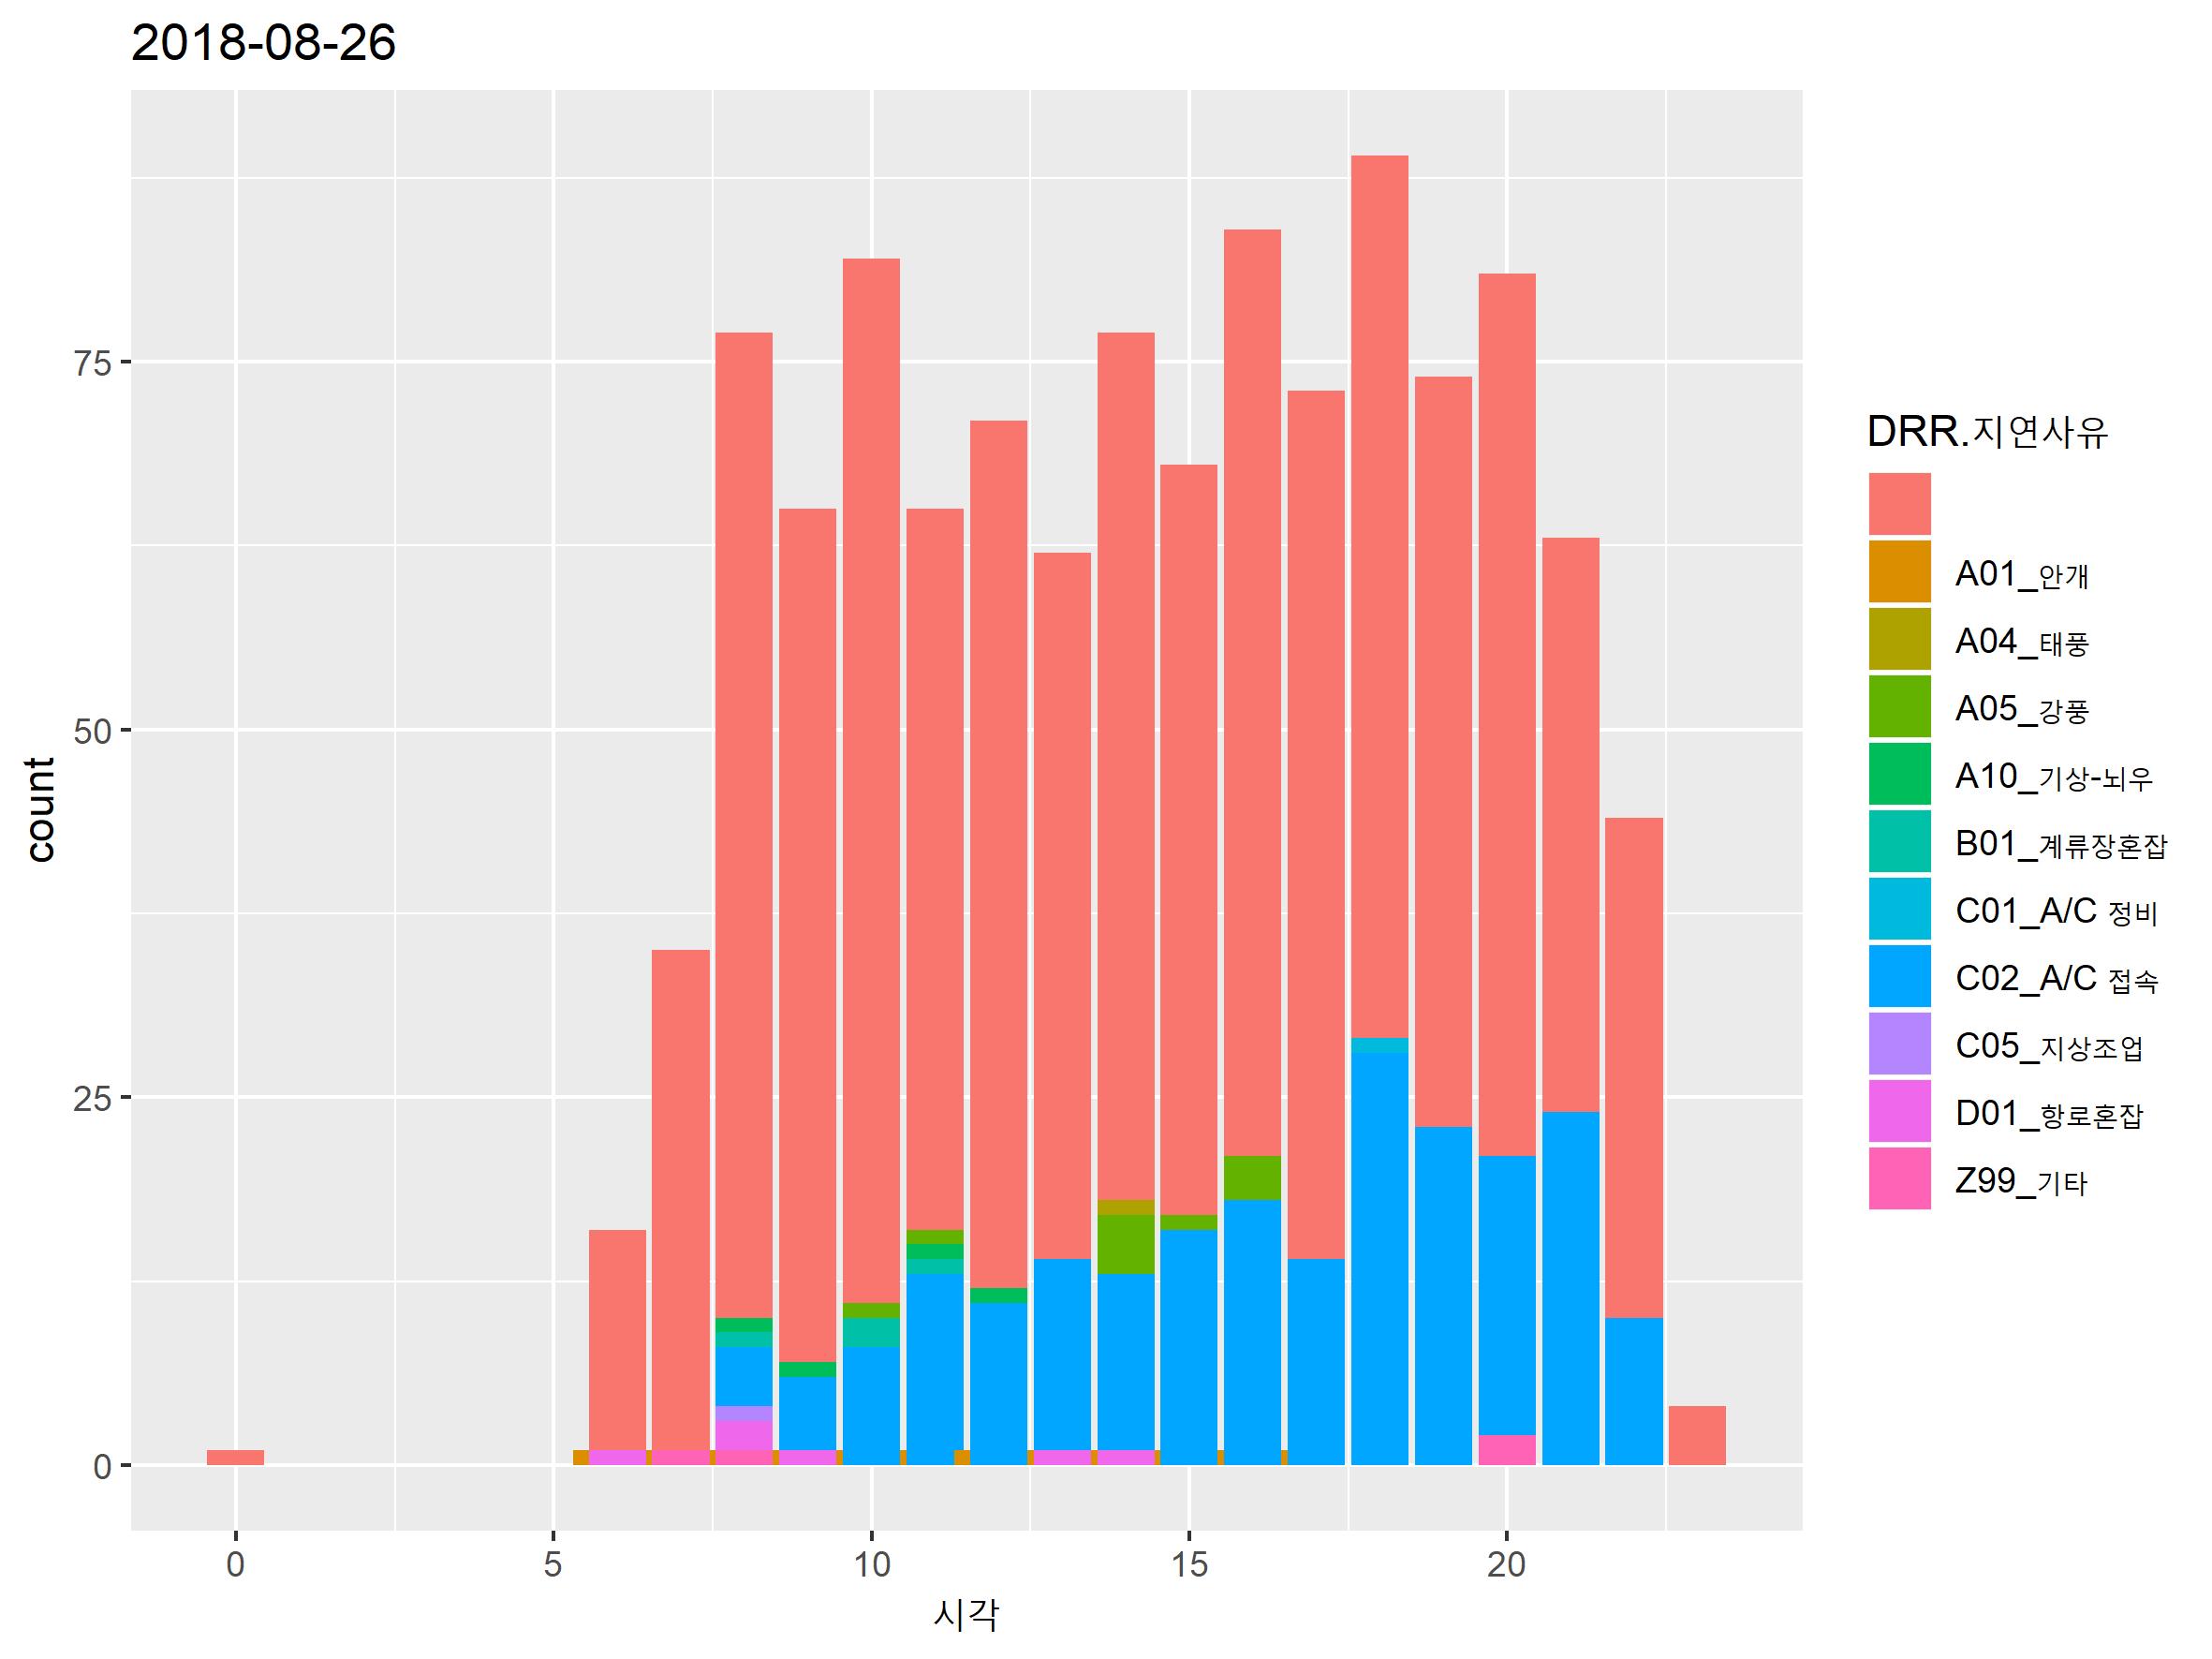 2018-08-26
count
75
50
25
0
0 5 10 15 20
시각
DRR.지연사유
A01_안개
A04_태풍
A05_강풍
A10_기상-뇌우
B01_계류장혼잡
C01_A/C 정비
C02_A/C 접속
C05_지상조업
D01_항로혼잡
Z99_기타